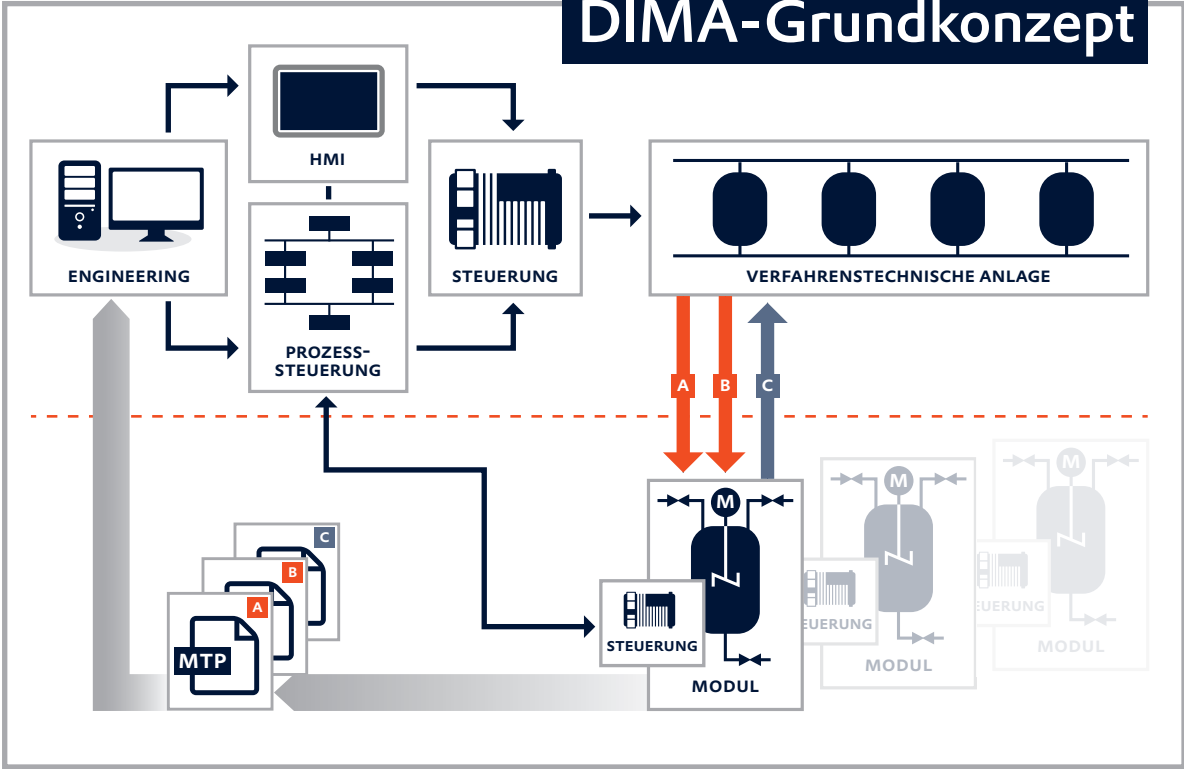 DIMA-Grundkonzept
HMI
ENGINEERING
PROZESS-
STEUERUNG
STEUERUNG
VERFAHRENSTECHNISCHE ANLAGE
A
B
C
C
B
A
MTP
M
STEUERUNG
MODUL
M
EUERUNG
MODUL
M
EUERUNG
MODUL